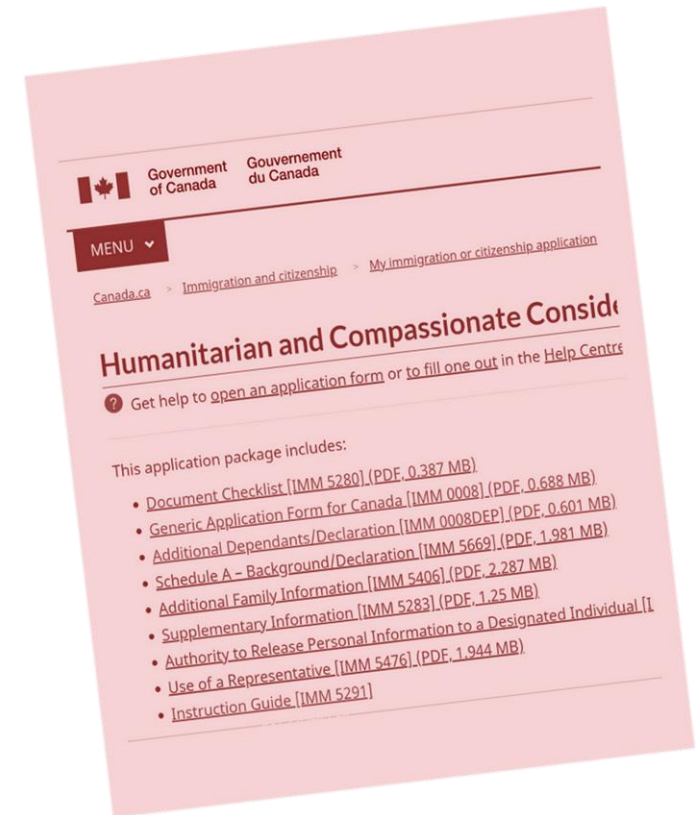 Government of Canada
Gouvernement du Canada
MENU
Canada.ca > Immigration and citizenship > My immigration or citizenship application
Humanitarian and Compassionate
? Get help to open an application form or to fill one out in the Help Centre
This application package includes:
• Document Checklist [IMM 5280] (PDF, 0.387 MB)
• Generic Application Form for Canada [IMM 0008] (PDF, 0.688 MB)
• Additional Dependants/Declaration [IMM 0008DEP] (PDF, 0.601 MB)
• Schedule A – Background/Declaration [IMM 5669] (PDF, 1.981 MB)
• Additional Family Information [IMM 5406] (PDF, 2.287 MB)
• Supplementary Information [IMM 5283] (PDF, 1.25 MB)
• Authority to Release Personal Information to a Designated Individual
• Use of a Representative [IMM 5476] (PDF, 1.944 MB)
• Instruction Guide [IMM 5291]